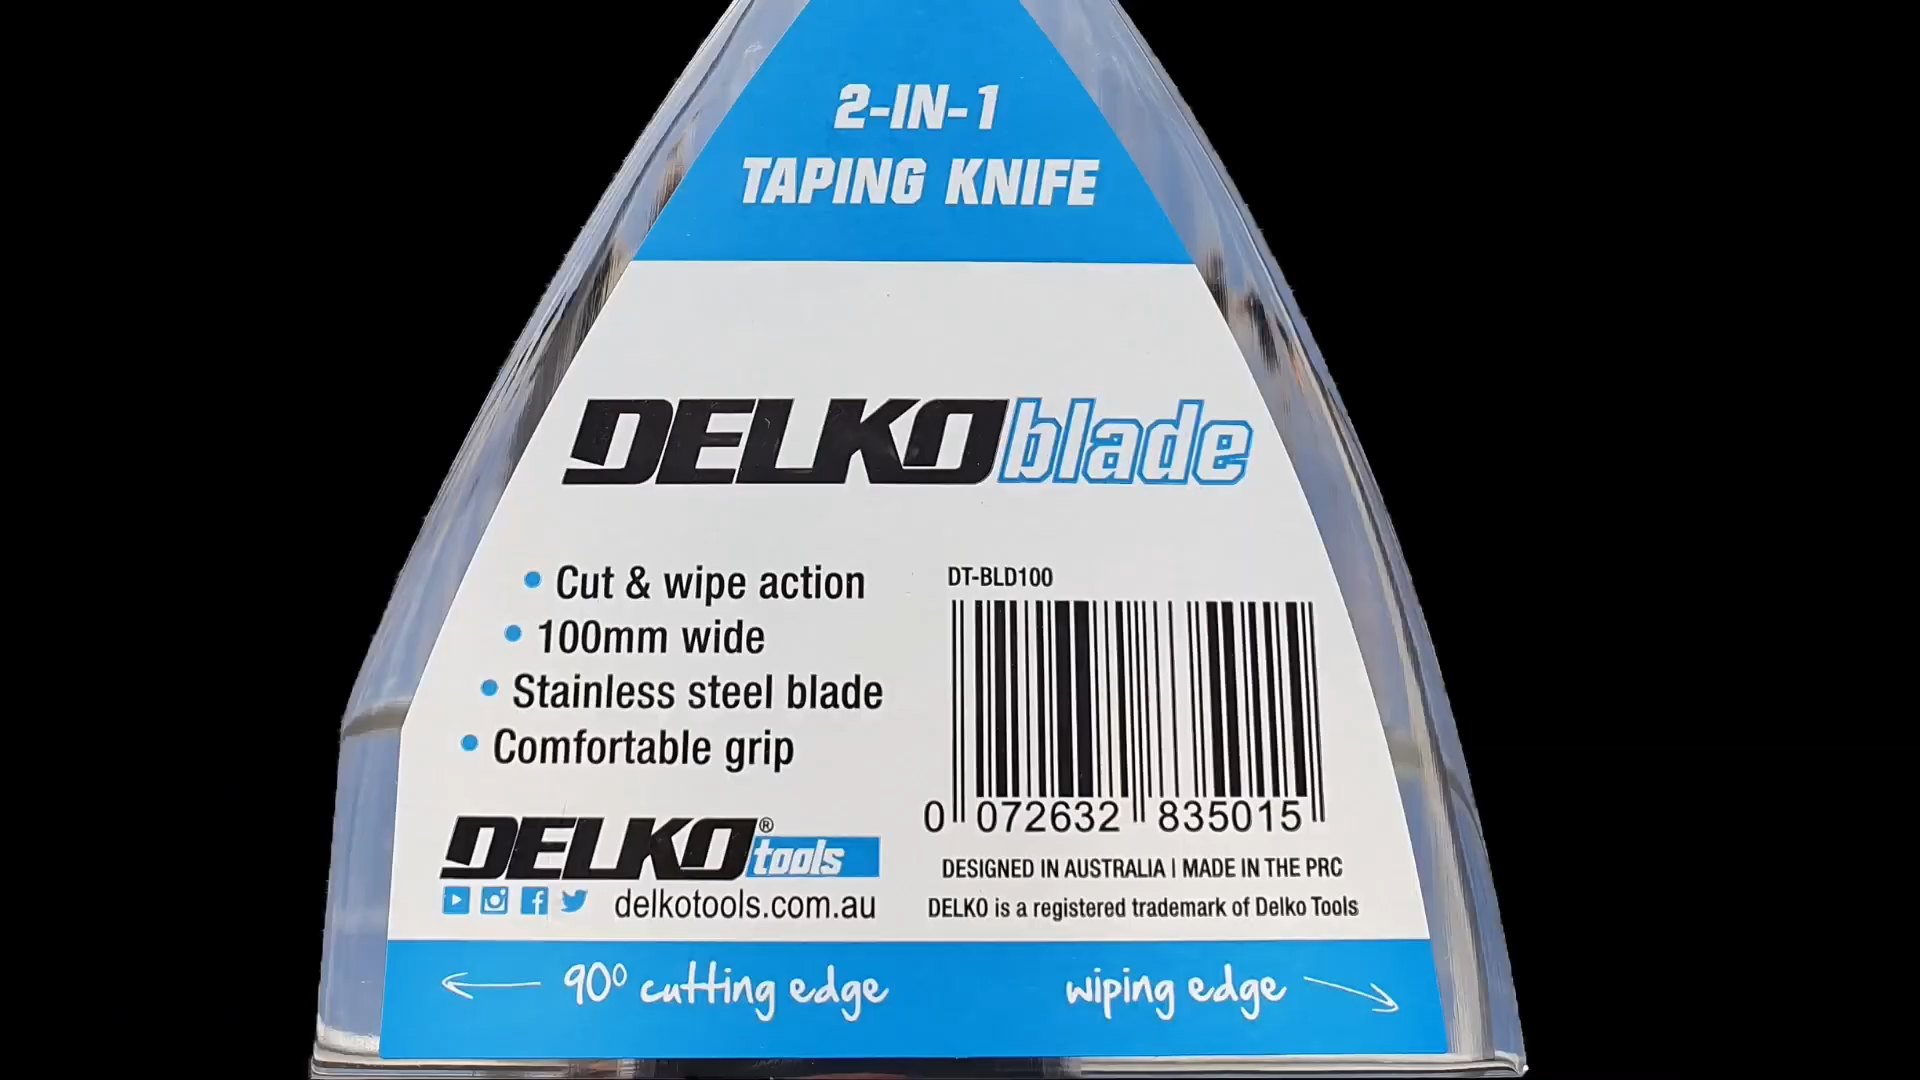 2-IN-1
TAPING KNIFE
DELKOblade
• Cut & wipe action
• 100mm wide
• Stainless steel blade
• Comfortable grip
DT-BLD100
0 072632 835015
DELKO® tools
delkotools.com.au
DESIGNED IN AUSTRALIA | MADE IN THE PRC
DELKO is a registered trademark of Delko Tools
90° cutting edge
wiping edge